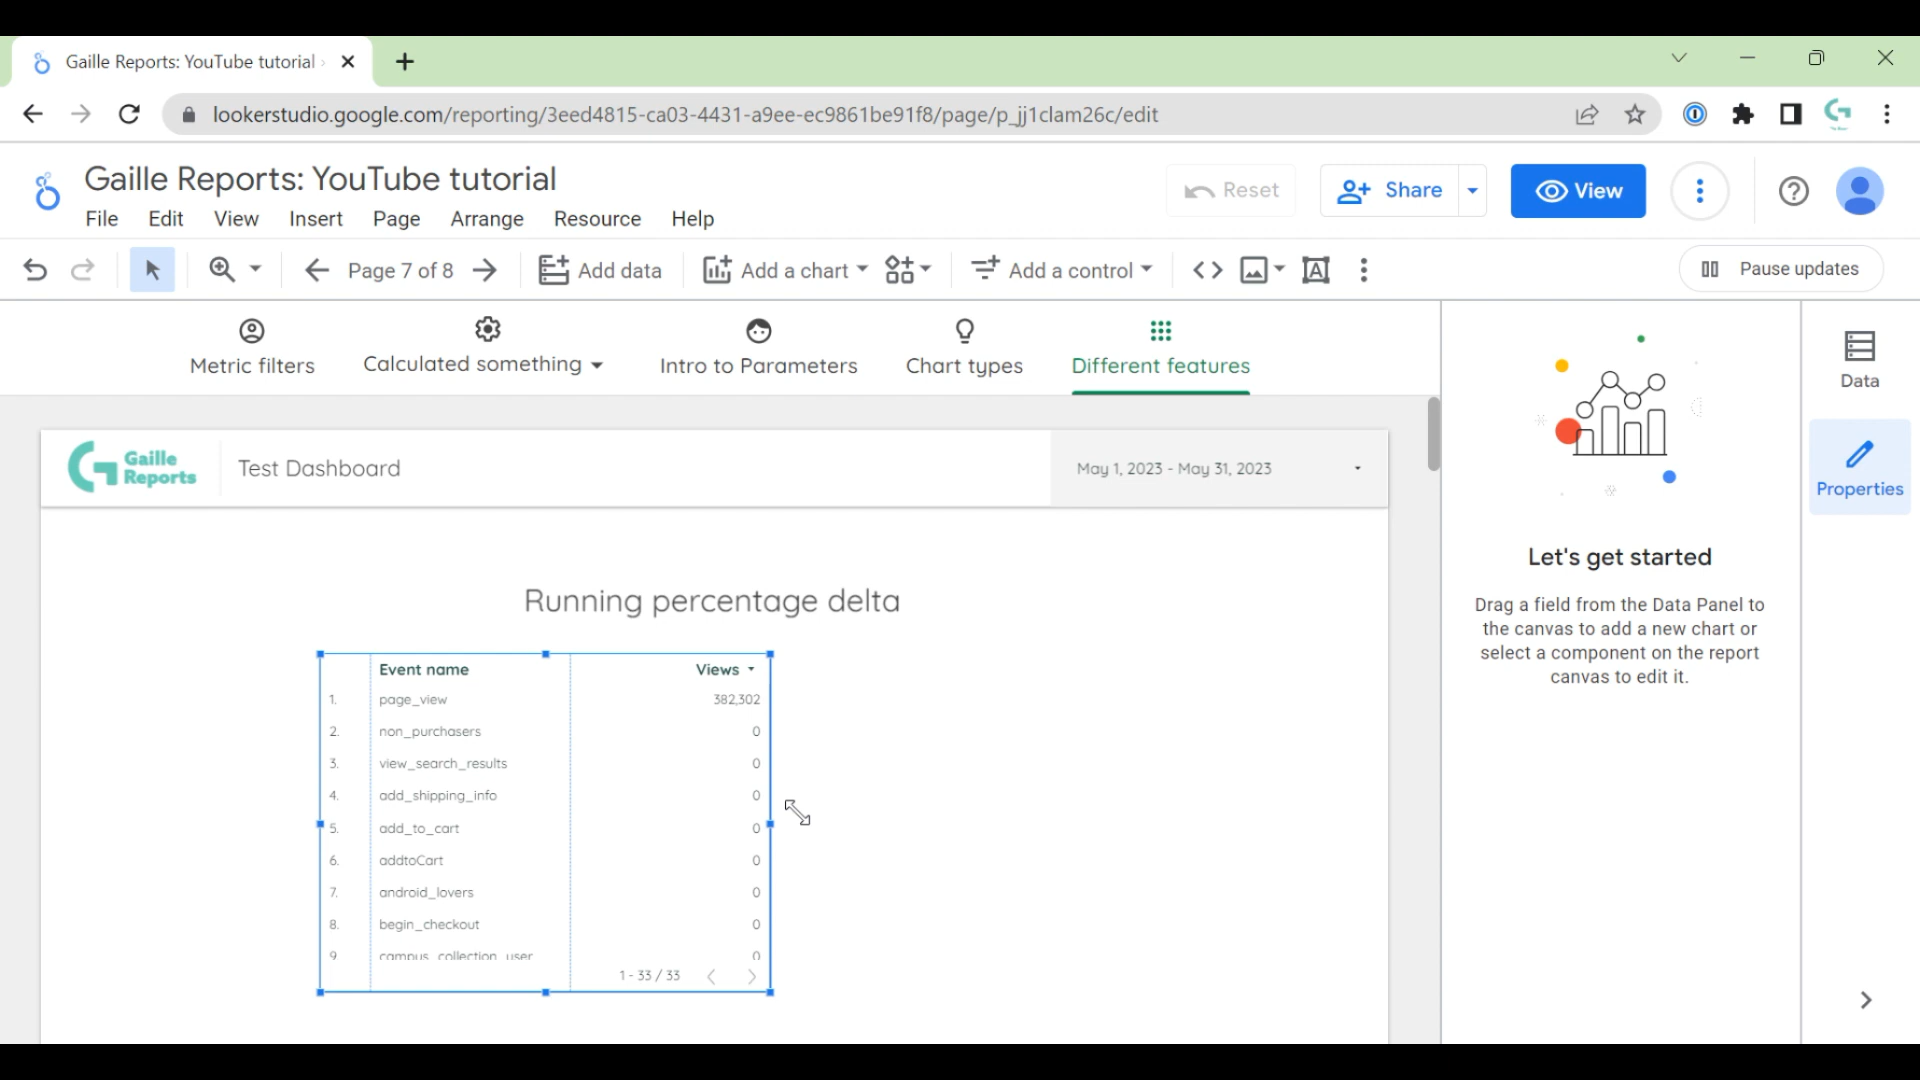 Gaille Reports: YouTube tutorial
lookerstudio.google.com/reporting/3eed4815-ca03-4431-a9ee-ec9861be91f8/page/p_jj1clam26c/edit
Gaille Reports: YouTube tutorial
File Edit View Insert Page Arrange Resource Help
Reset Share View
Page 7 of 8 Add data Add a chart Add a control Pause updates
Metric filters Calculated something Intro to Parameters Chart types Different features
Gaille
Reports
Test Dashboard
May 1, 2023 - May 31, 2023
Running percentage delta
Event name Views
1. page_view 382,302
2. non_purchasers 0
3. view_search_results 0
4. add_shipping_info 0
5. add_to_cart 0
6. addtoCart 0
7. android_lovers 0
8. begin_checkout 0
9 campus_collection_user 0
1 - 33 / 33
Let's get started
Drag a field from the Data Panel to
the canvas to add a new chart or
select a component on the report
canvas to edit it.
Data
Properties